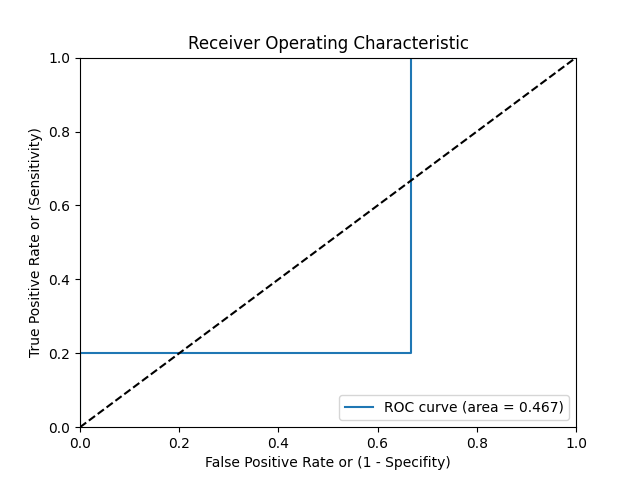 Receiver Operating Characteristic
1.0
0.8
0.6
0.4
0.2
0.0
True Positive Rate or (Sensitivity)
ROC curve (area = 0.467)
0.0 0.2 0.4 0.6 0.8 1.0
False Positive Rate or (1 - Specifity)